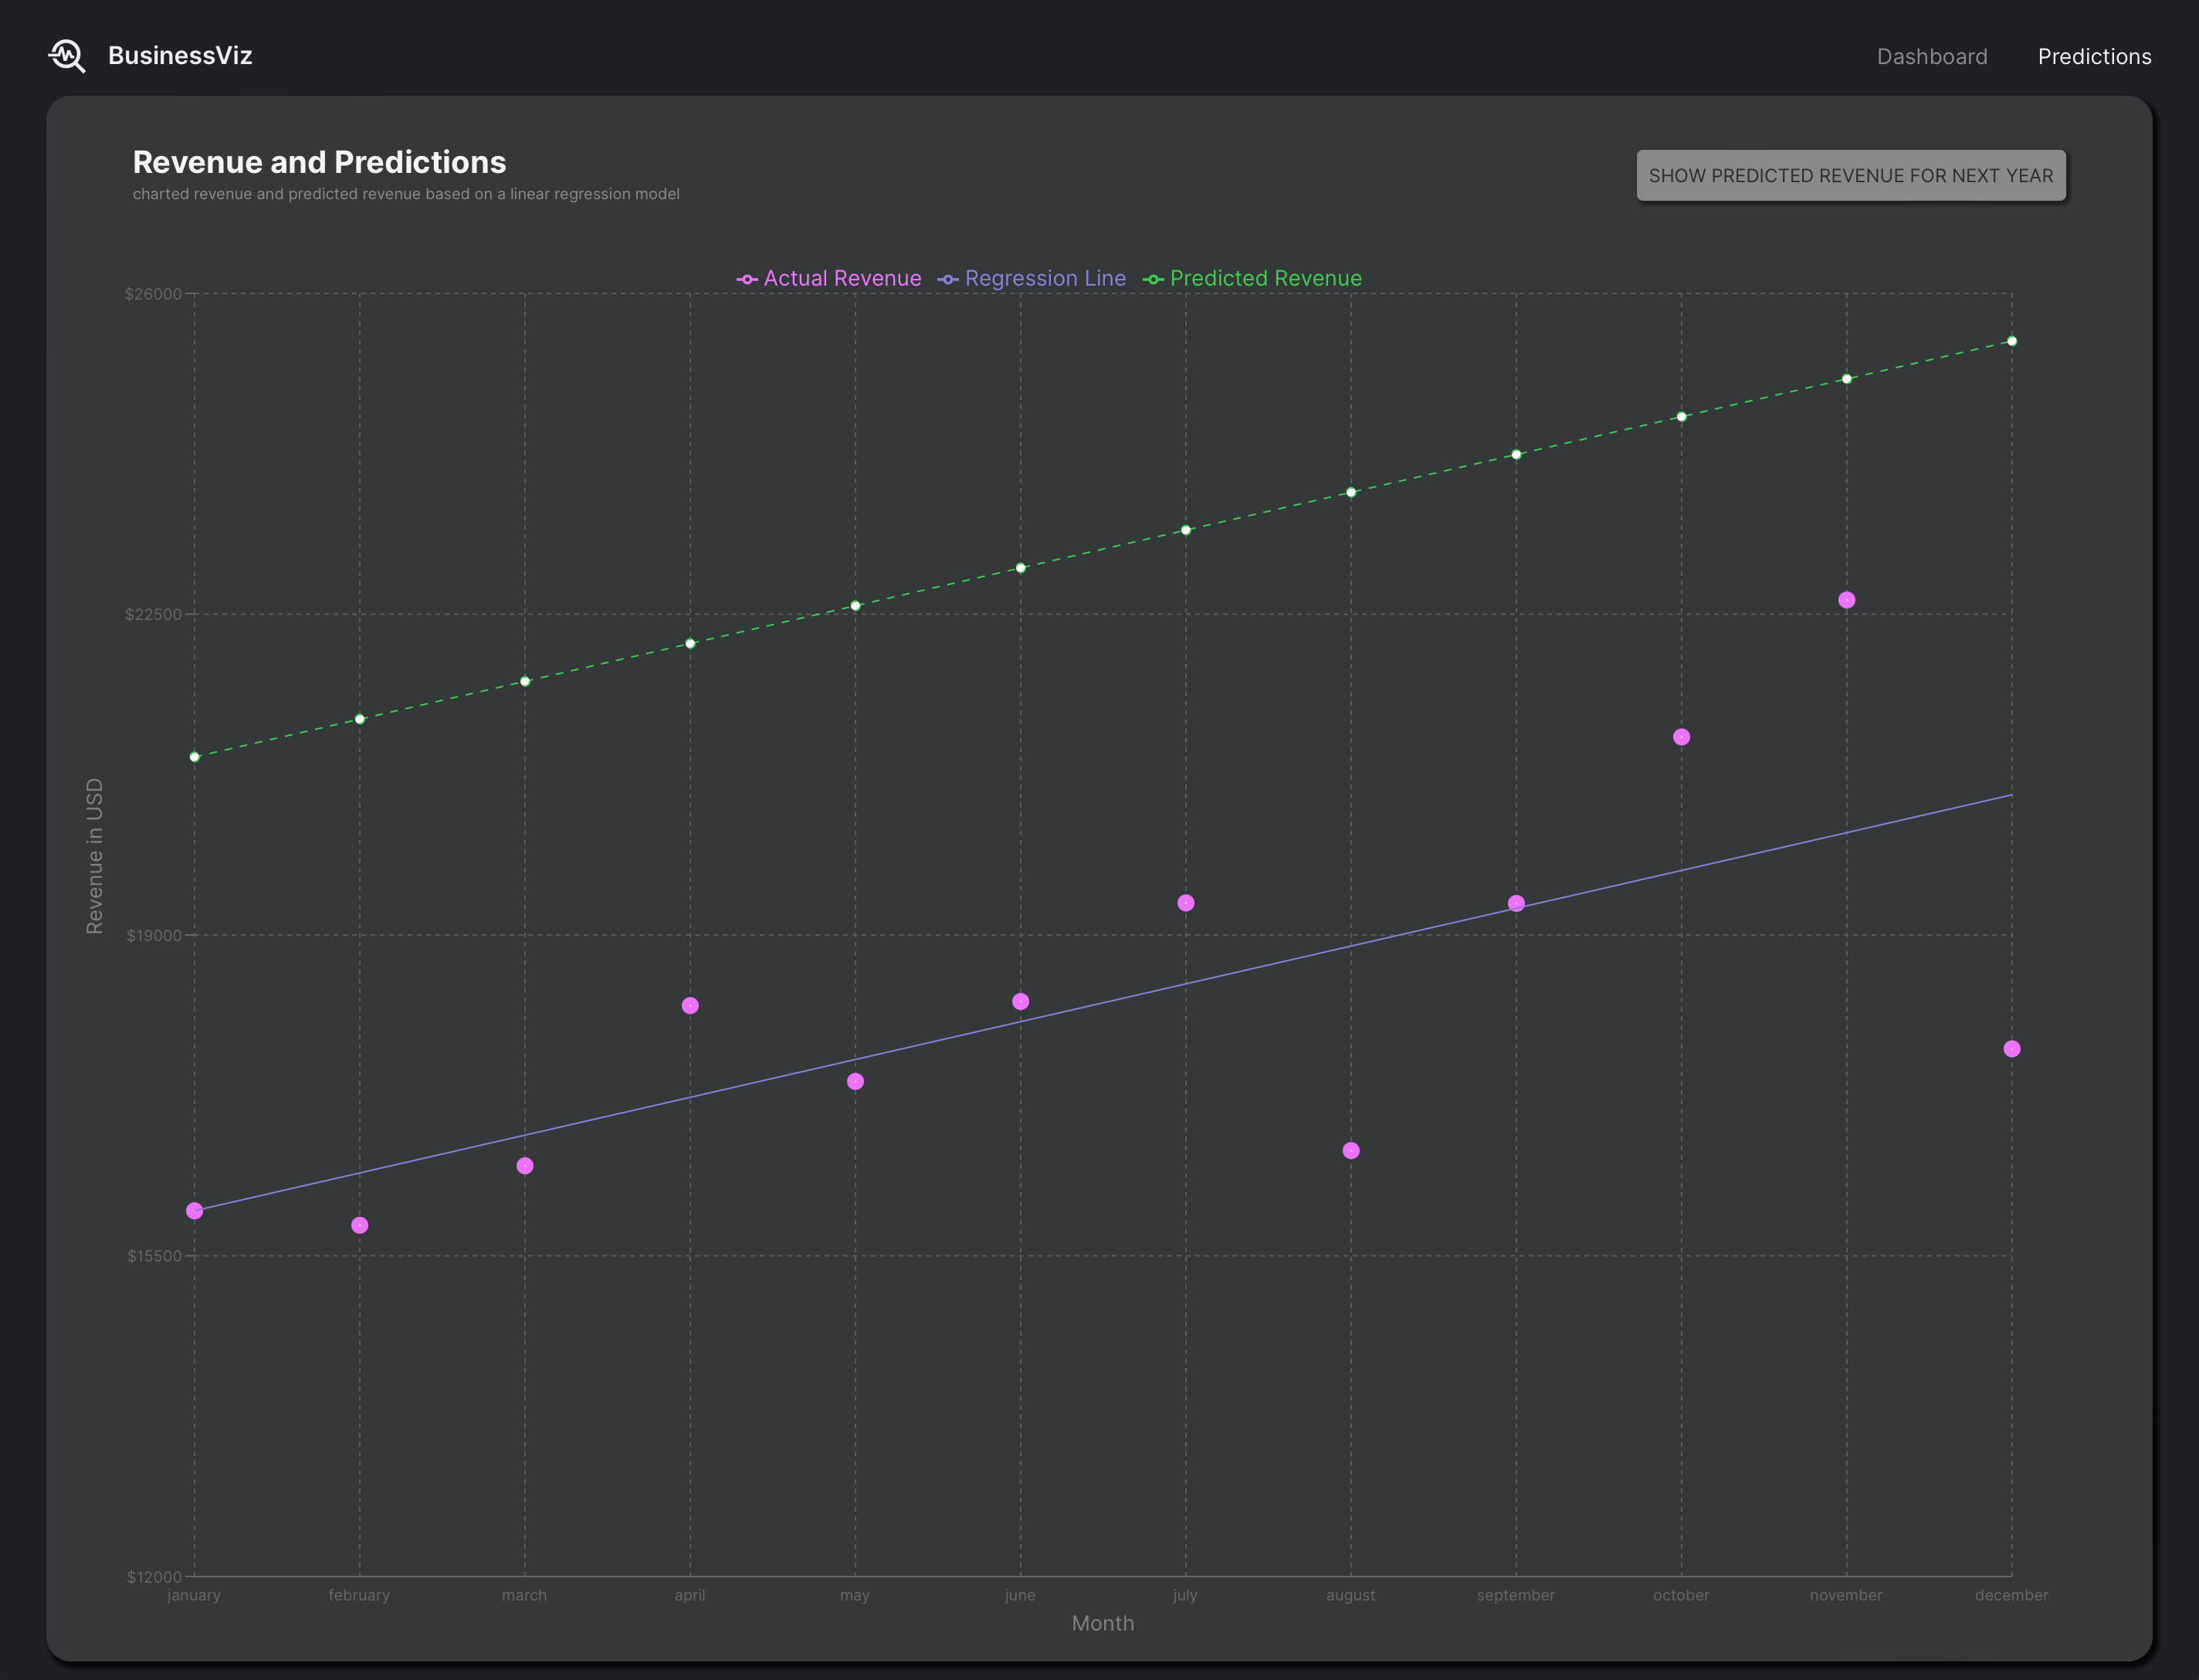 BusinessViz
Dashboard
Predictions
Revenue and Predictions
charted revenue and predicted revenue based on a linear regression model
SHOW PREDICTED REVENUE FOR NEXT YEAR
Actual Revenue
Regression Line
Predicted Revenue
$26000
$22500
$19000
$15500
$12000
Revenue in USD
january
february
march
april
may
june
july
august
september
october
november
december
Month